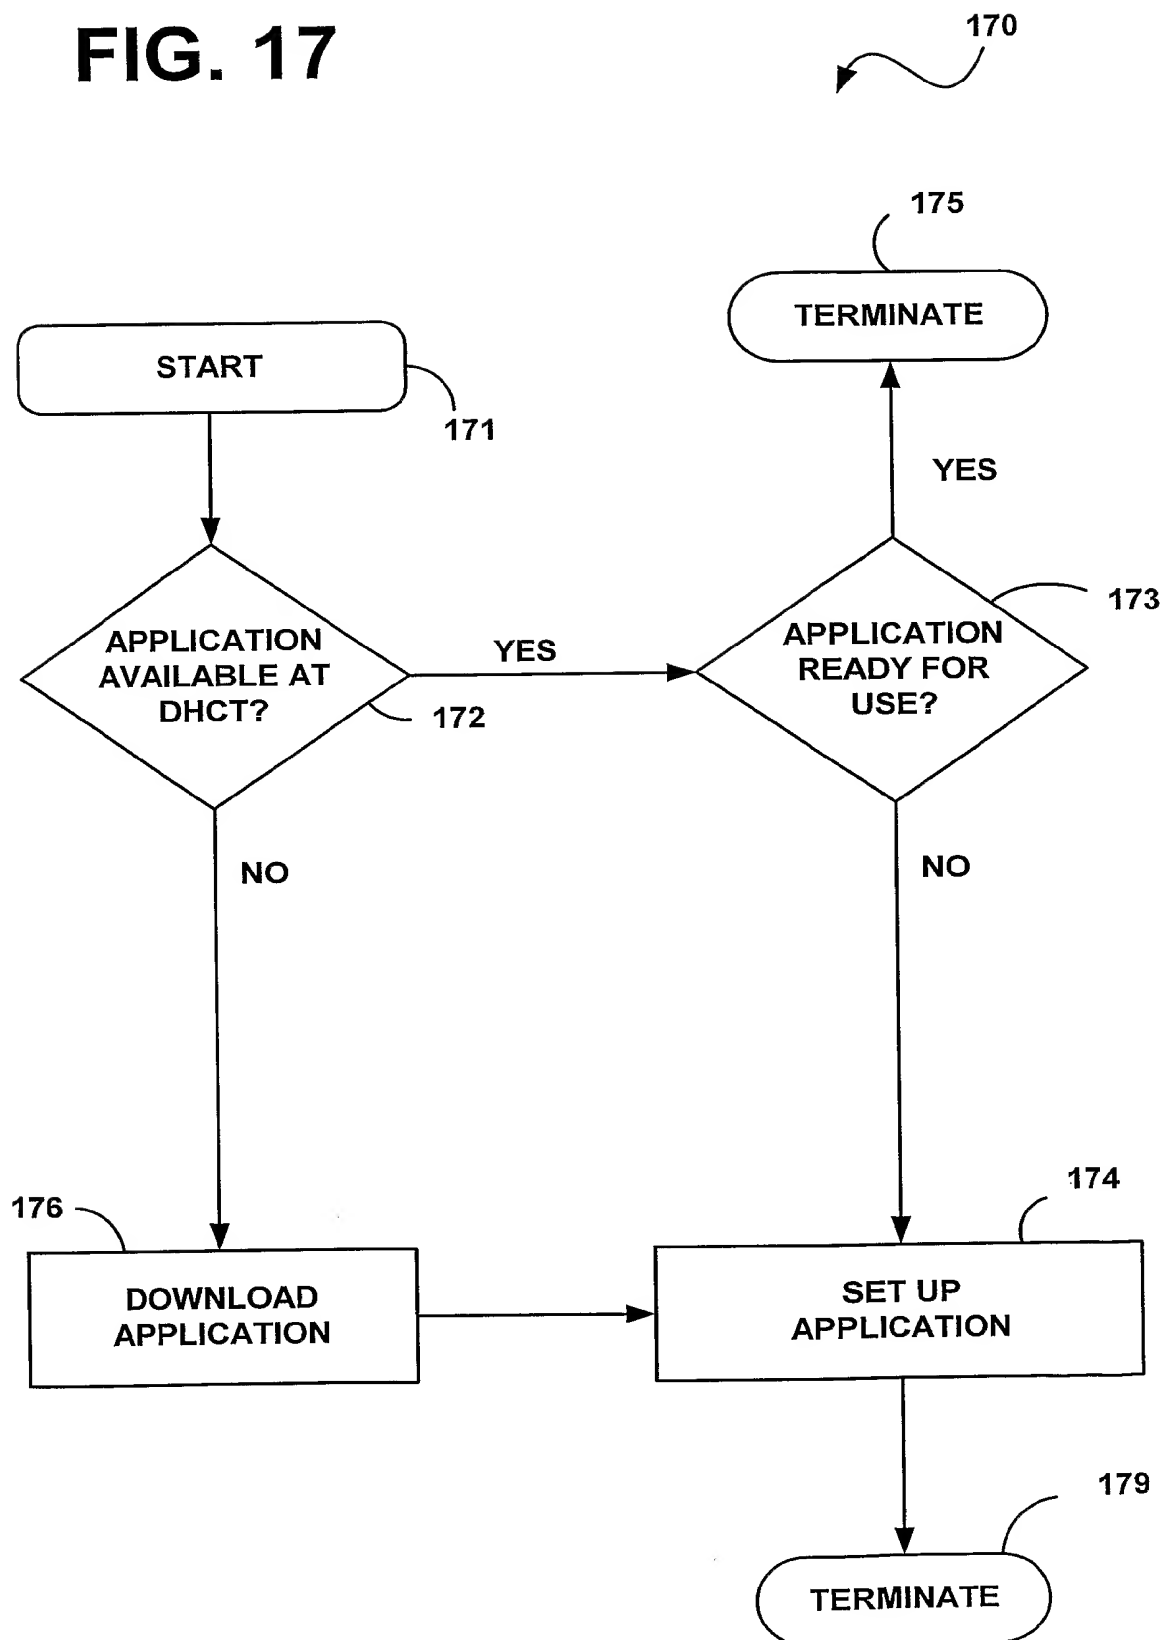 FIG. 17
170
175
TERMINATE
START
171
YES
173
APPLICATION
AVAILABLE AT
DHCT?
YES
172
APPLICATION
READY FOR
USE?
NO
NO
176
174
DOWNLOAD
APPLICATION
SET UP
APPLICATION
179
TERMINATE